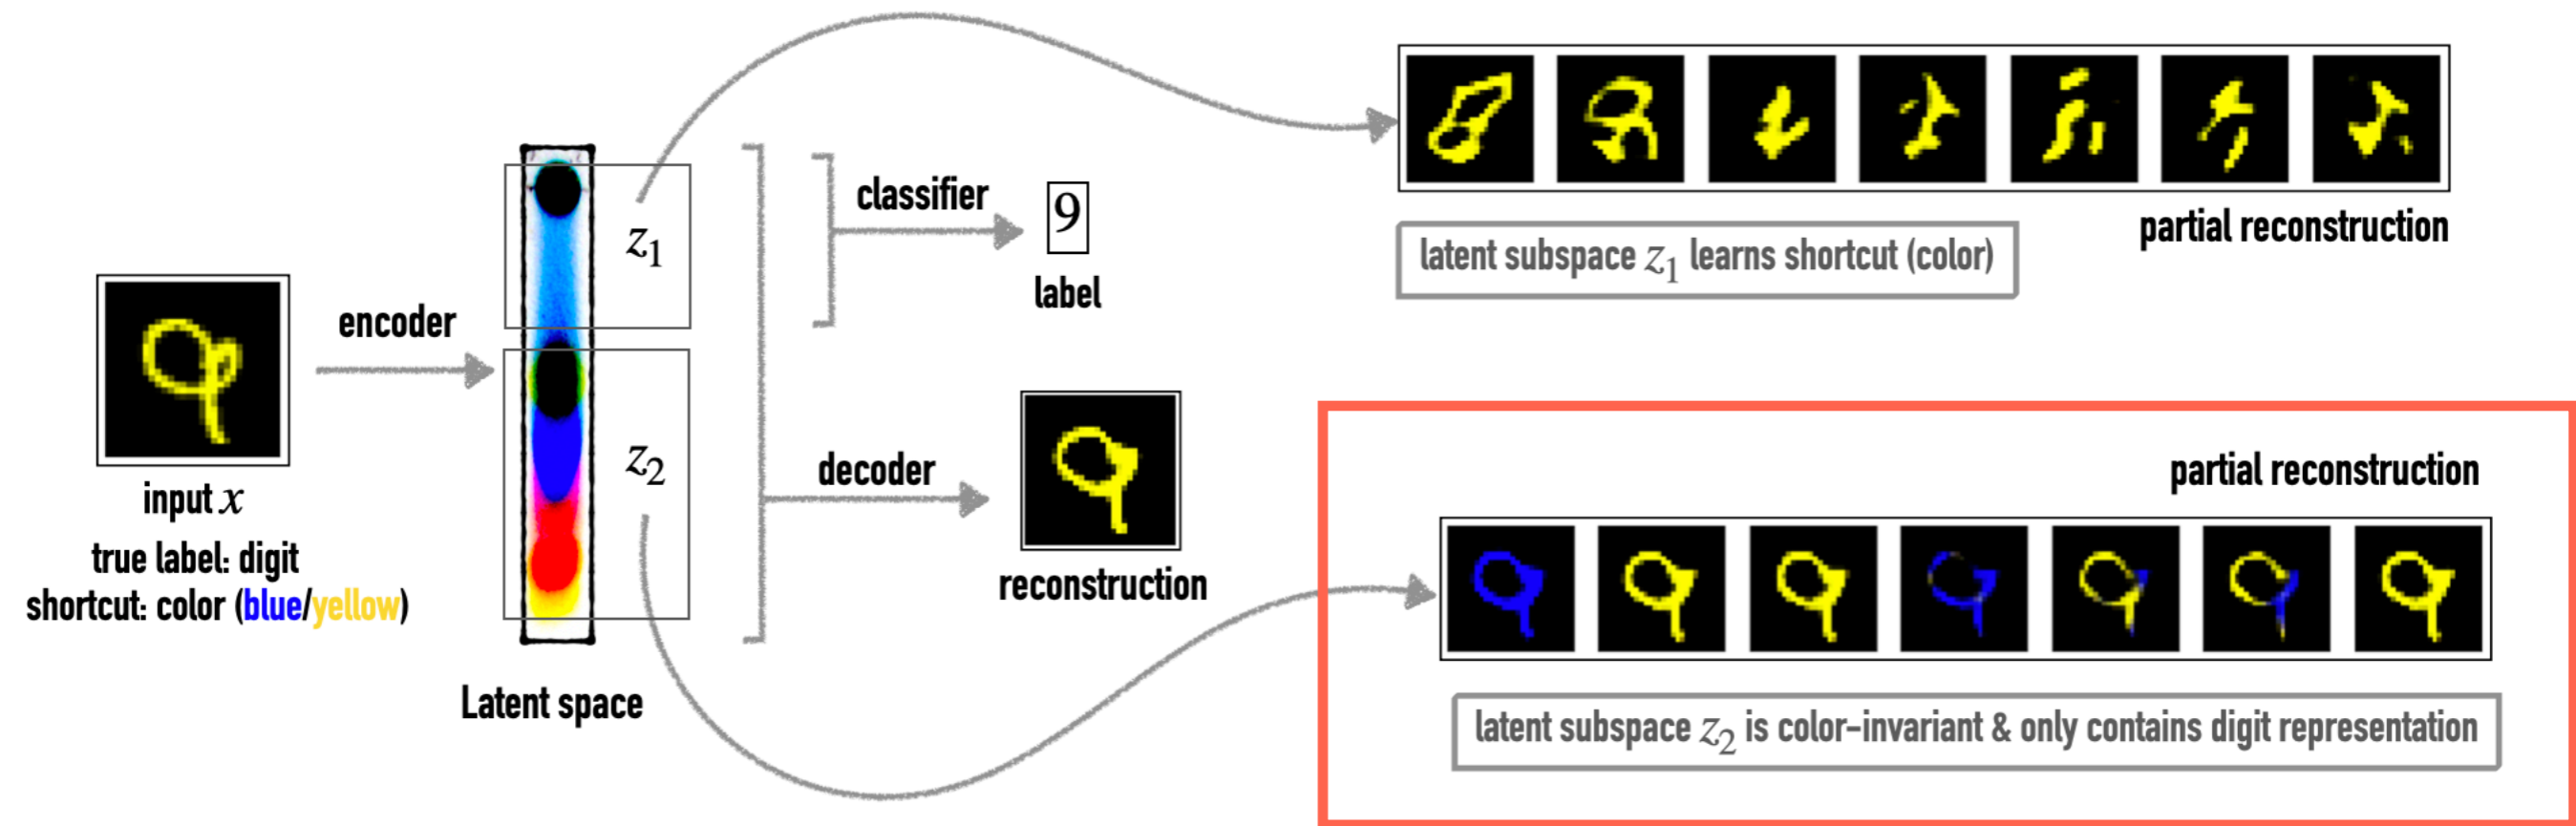 encoder
input x
true label: digit
shortcut: color (blue/yellow)
z₁
z₂
Latent space
classifier
9
label
decoder
reconstruction
partial reconstruction
latent subspace z₁ learns shortcut (color)
partial reconstruction
latent subspace z₂ is color-invariant & only contains digit representation